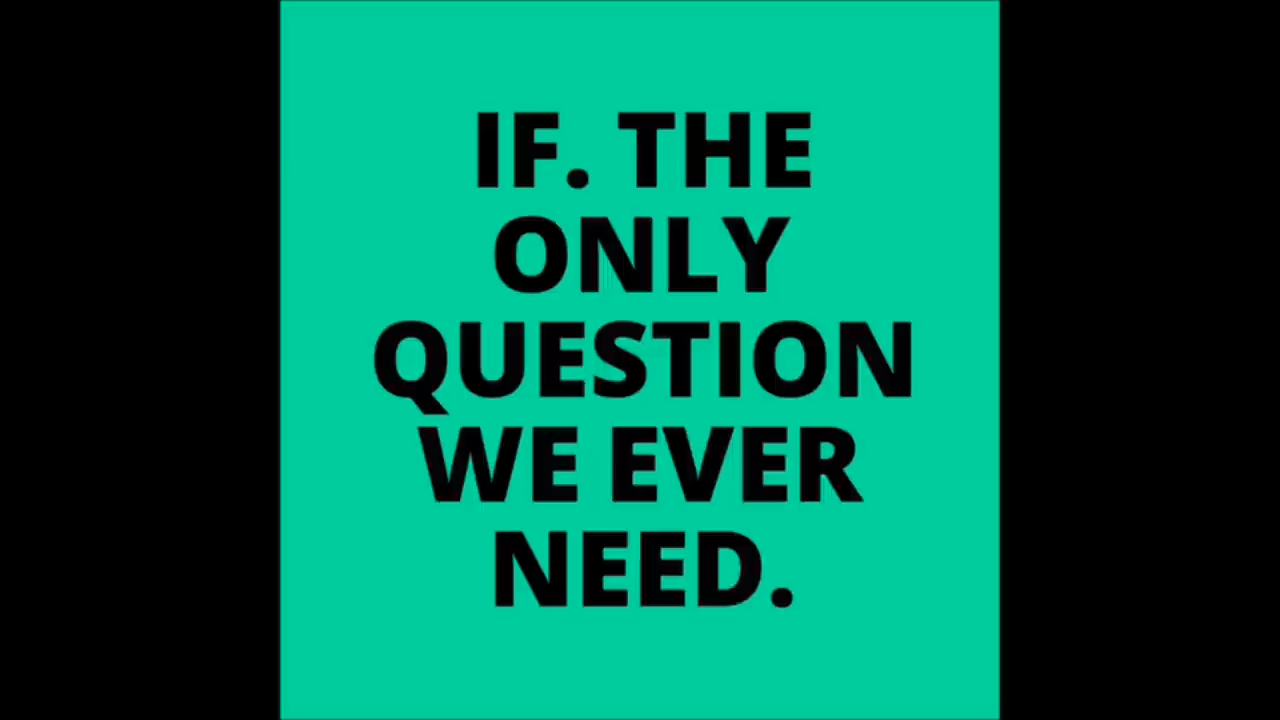 IF. THE
ONLY
QUESTION
WE EVER
NEED.